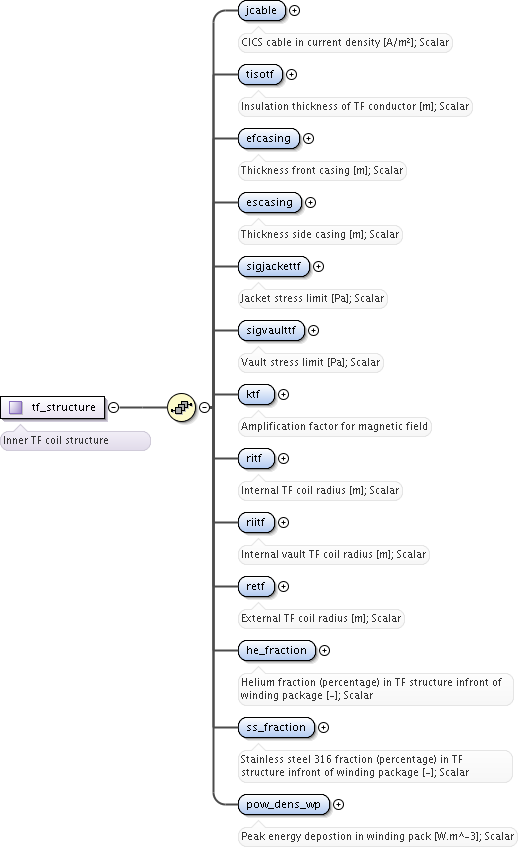 jcable
CICS cable in current density [A/m²]; Scalar
tisotf
Insulation thickness of TF conductor [m]; Scalar
efcasing
Thickness front casing [m]; Scalar
escasing
Thickness side casing [m]; Scalar
sigjackettf
Jacket stress limit [Pa]; Scalar
sigvaulttf
Vault stress limit [Pa]; Scalar
tf_structure
Inner TF coil structure
ktf
Amplification factor for magnetic field
ritf
Internal TF coil radius [m]; Scalar
riitf
Internal vault TF coil radius [m]; Scalar
retf
External TF coil radius [m]; Scalar
he_fraction
Helium fraction (percentage) in TF structure infront of
winding package [-]; Scalar
ss_fraction
Stainless steel 316 fraction (percentage) in TF
structure infront of winding package [-]; Scalar
pow_dens_wp
Peak energy depostion in winding pack [W.m^-3]; Scalar